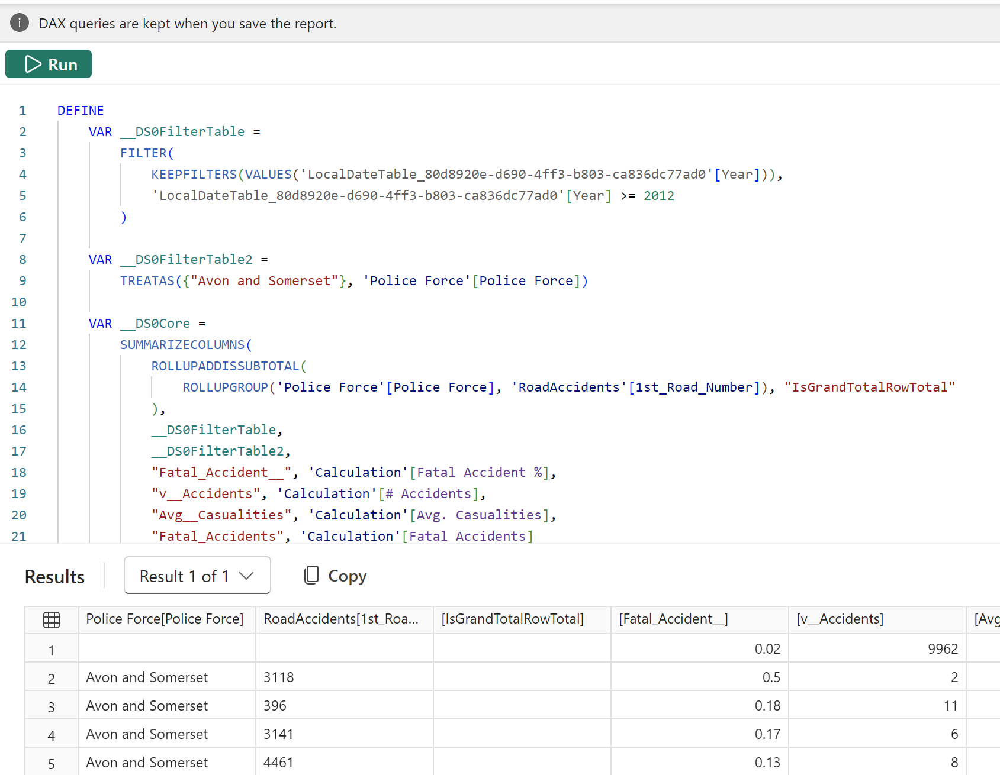 DAX queries are kept when you save the report.
Run
1 DEFINE
2 VAR __DS0FilterTable =
3 FILTER(
4 KEEPFILTERS(VALUES('LocalDateTable_80d8920e-d690-4ff3-b803-ca836dc77ad0'[Year])),
5 'LocalDateTable_80d8920e-d690-4ff3-b803-ca836dc77ad0'[Year] >= 2012
6 )
7
8 VAR __DS0FilterTable2 =
9 TREATAS({"Avon and Somerset"}, 'Police Force'[Police Force])
10
11 VAR __DS0Core =
12 SUMMARIZECOLUMNS(
13 ROLLUPADDISSUBTOTAL(
14 ROLLUPGROUP('Police Force'[Police Force], 'RoadAccidents'[1st_Road_Number]), "IsGrandTotalRowTotal"
15 ),
16 __DS0FilterTable,
17 __DS0FilterTable2,
18 "Fatal_Accident__", 'Calculation'[Fatal Accident %],
19 "v__Accidents", 'Calculation'[# Accidents],
20 "Avg__Casualities", 'Calculation'[Avg. Casualities],
21 "Fatal_Accidents", 'Calculation'[Fatal Accidents]
Results Result 1 of 1 Copy
Police Force[Police Force] RoadAccidents[1st_Roa... [IsGrandTotalRowTotal] [Fatal_Accident__] [v__Accidents] [Avg
1 0.02 9962
2 Avon and Somerset 3118 0.5 2
3 Avon and Somerset 396 0.18 11
4 Avon and Somerset 3141 0.17 6
5 Avon and Somerset 4461 0.13 8